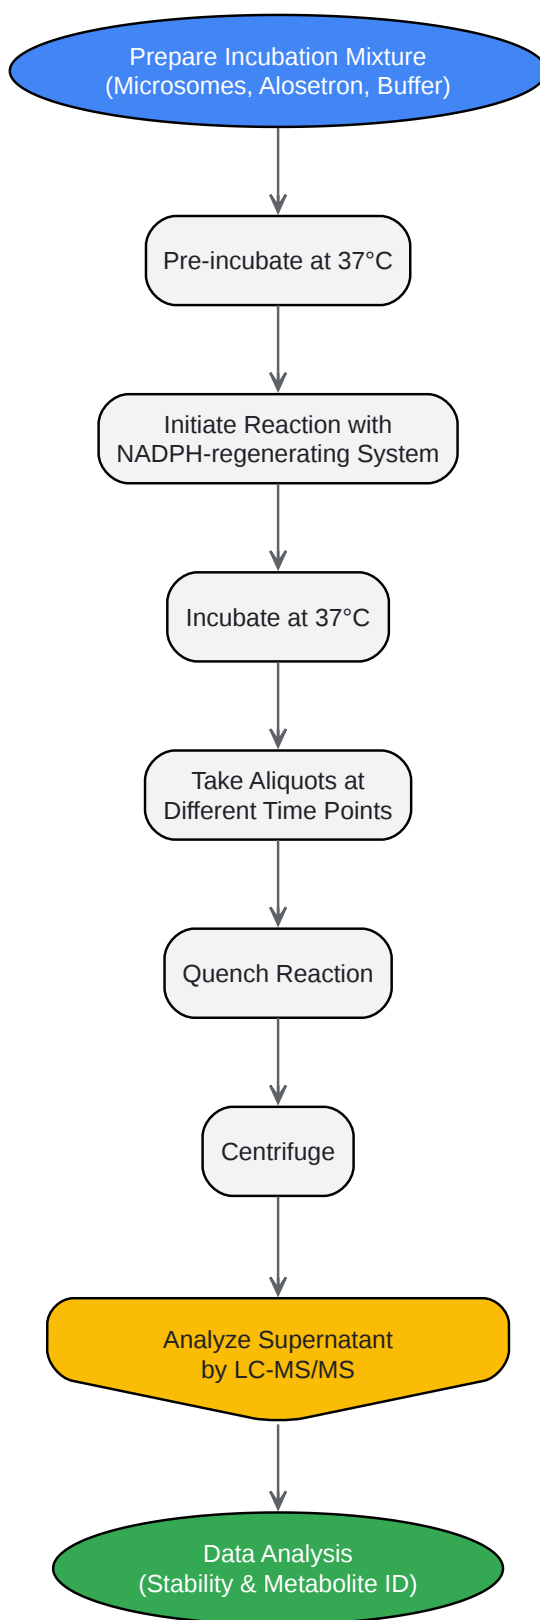 Prepare Incubation Mixture
(Microsomes, Alosetron, Buffer)
Pre-incubate at 37°C
Initiate Reaction with
NADPH-regenerating System
Incubate at 37°C
Take Aliquots at
Different Time Points
Quench Reaction
Centrifuge
Analyze Supernatant
by LC-MS/MS
Data Analysis
(Stability & Metabolite ID)